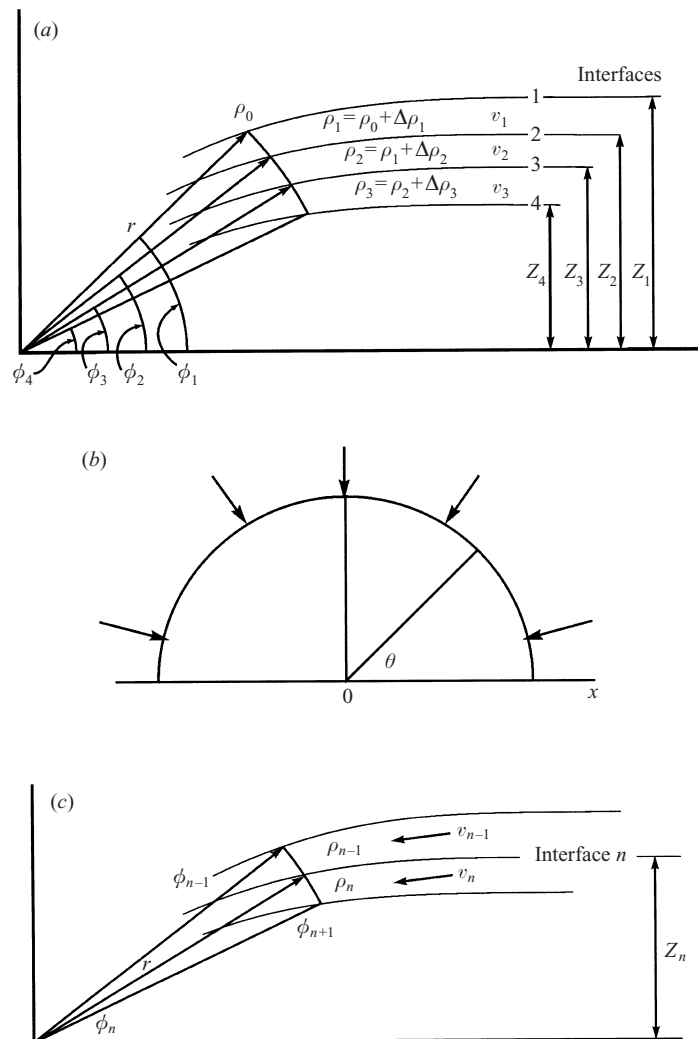 (a)
Interfaces
ρ₀
1
ρ₁=ρ₀+Δρ₁
v₁
2
ρ₂=ρ₁+Δρ₂
v₂
3
ρ₃=ρ₂+Δρ₃
v₃
4
r
Z₄
Z₃
Z₂
Z₁
ϕ₄
ϕ₃
ϕ₂
ϕ₁
(b)
θ
0
x
(c)
ρₙ₋₁
vₙ₋₁
Interface n
ϕₙ₋₁
ρₙ
vₙ
ϕₙ₊₁
r
Zₙ
ϕₙ